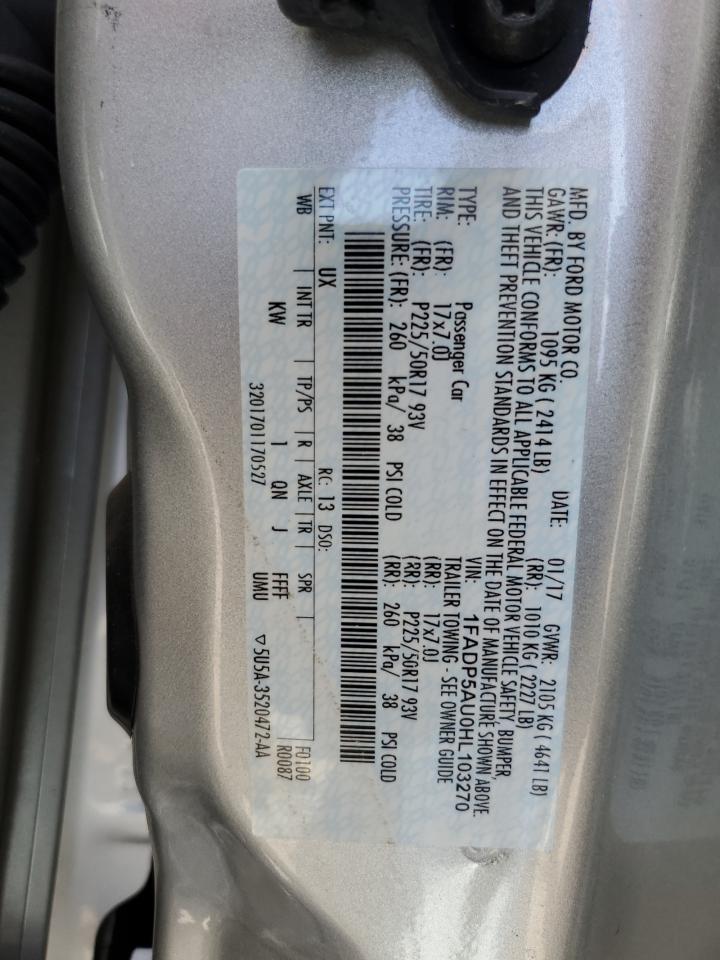 MFD. BY FORD MOTOR CO.
DATE: 01/17 GVWR: 2105 KG ( 4641 LB)
GAWR: (FR): 1095 KG ( 2414 LB) (RR): 1010 KG ( 2227 LB)
THIS VEHICLE CONFORMS TO ALL APPLICABLE FEDERAL MOTOR VEHICLE SAFETY, BUMPER,
AND THEFT PREVENTION STANDARDS IN EFFECT ON THE DATE OF MANUFACTURE SHOWN ABOVE.
VIN: 1FADP5AU0HL103270
TYPE: Passenger Car TRAILER TOWING - SEE OWNER GUIDE
RIM: (FR): 17x7.0J (RR): 17x7.0J
TIRE: (FR): P225/50R17 93V (RR): P225/50R17 93V
PRESSURE: (FR): 260 kPa/ 38 PSI COLD (RR): 260 kPa/ 38 PSI COLD
EXT PNT: UX RC: 13 DSO: F0100
WB | INT TR | TP/PS | R | AXLE | TR | SPR | R0087
KW 1 QN J FFFF
3201701170527 UMU ▽5U5A-3520472-AA